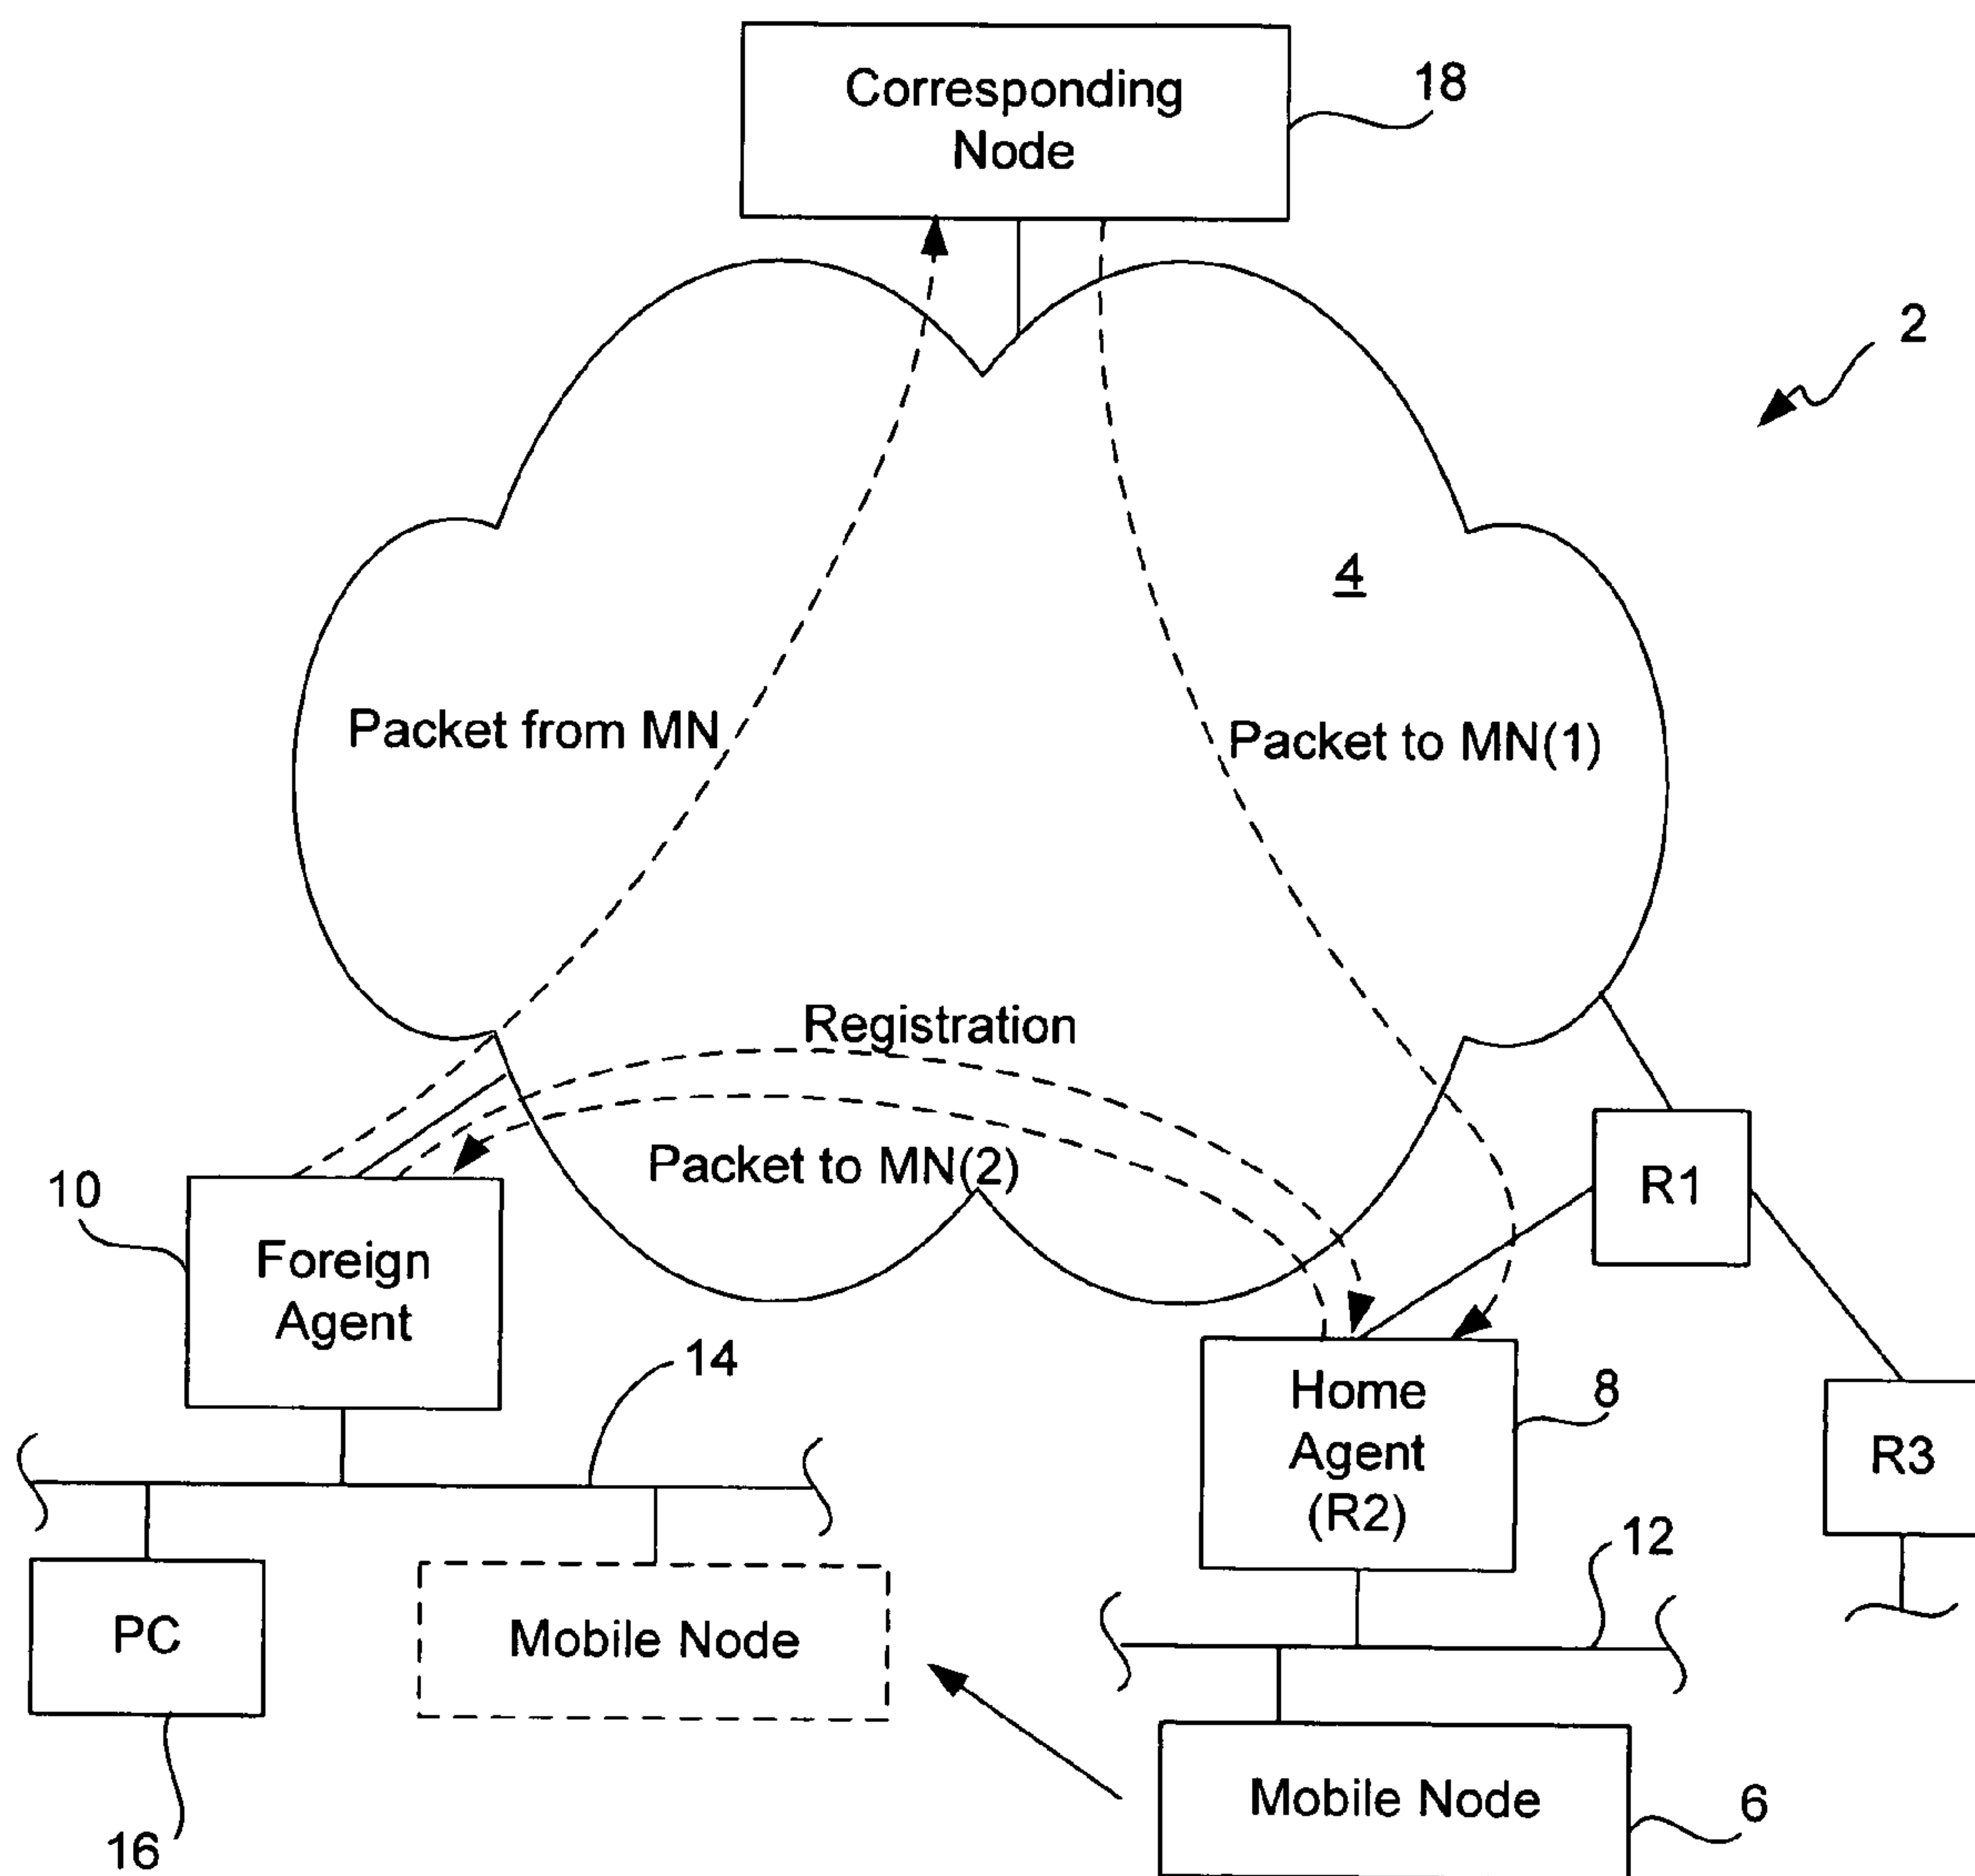 Corresponding
Node
18
2
4
Packet from MN
Packet to MN(1)
Registration
Packet to MN(2)
R1
10
Foreign
Agent
14
Home
Agent
(R2)
8
R3
12
PC
Mobile Node
Mobile Node
6
16